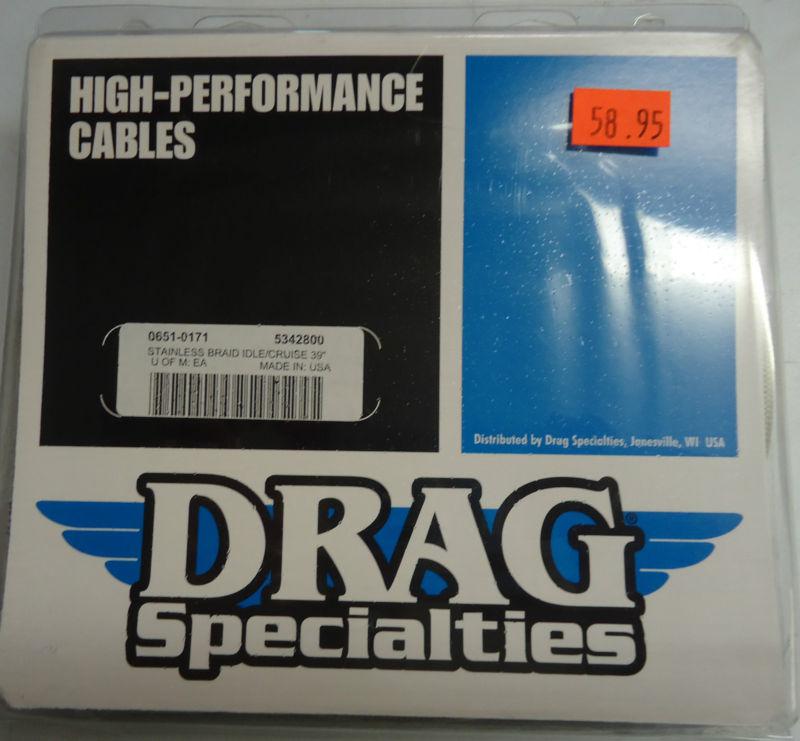 HIGH-PERFORMANCE
CABLES
58.95
0651-0171 5342800
STAINLESS BRAID IDLE/CRUISE 39"
U OF M: EA MADE IN: USA
Distributed by Drag Specialties, Janesville, WI USA
DRAG®
Specialties